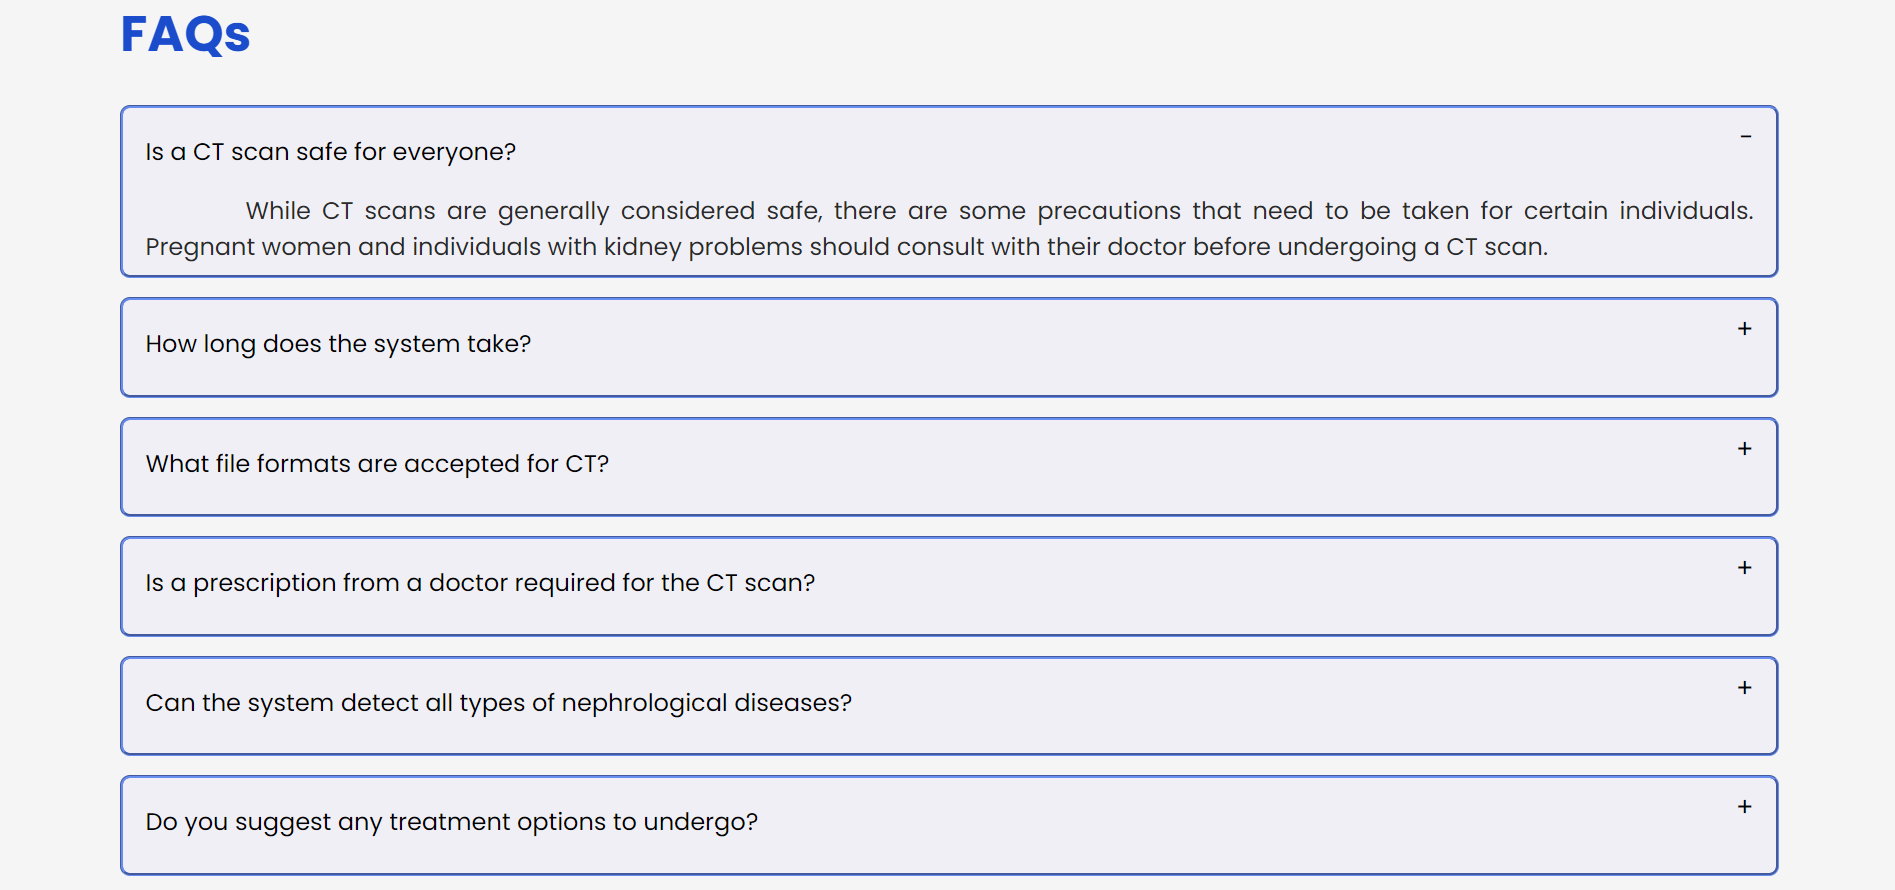 FAQs
Is a CT scan safe for everyone?
−
While CT scans are generally considered safe, there are some precautions that need to be taken for certain individuals.
Pregnant women and individuals with kidney problems should consult with their doctor before undergoing a CT scan.
How long does the system take?
+
What file formats are accepted for CT?
+
Is a prescription from a doctor required for the CT scan?
+
Can the system detect all types of nephrological diseases?
+
Do you suggest any treatment options to undergo?
+